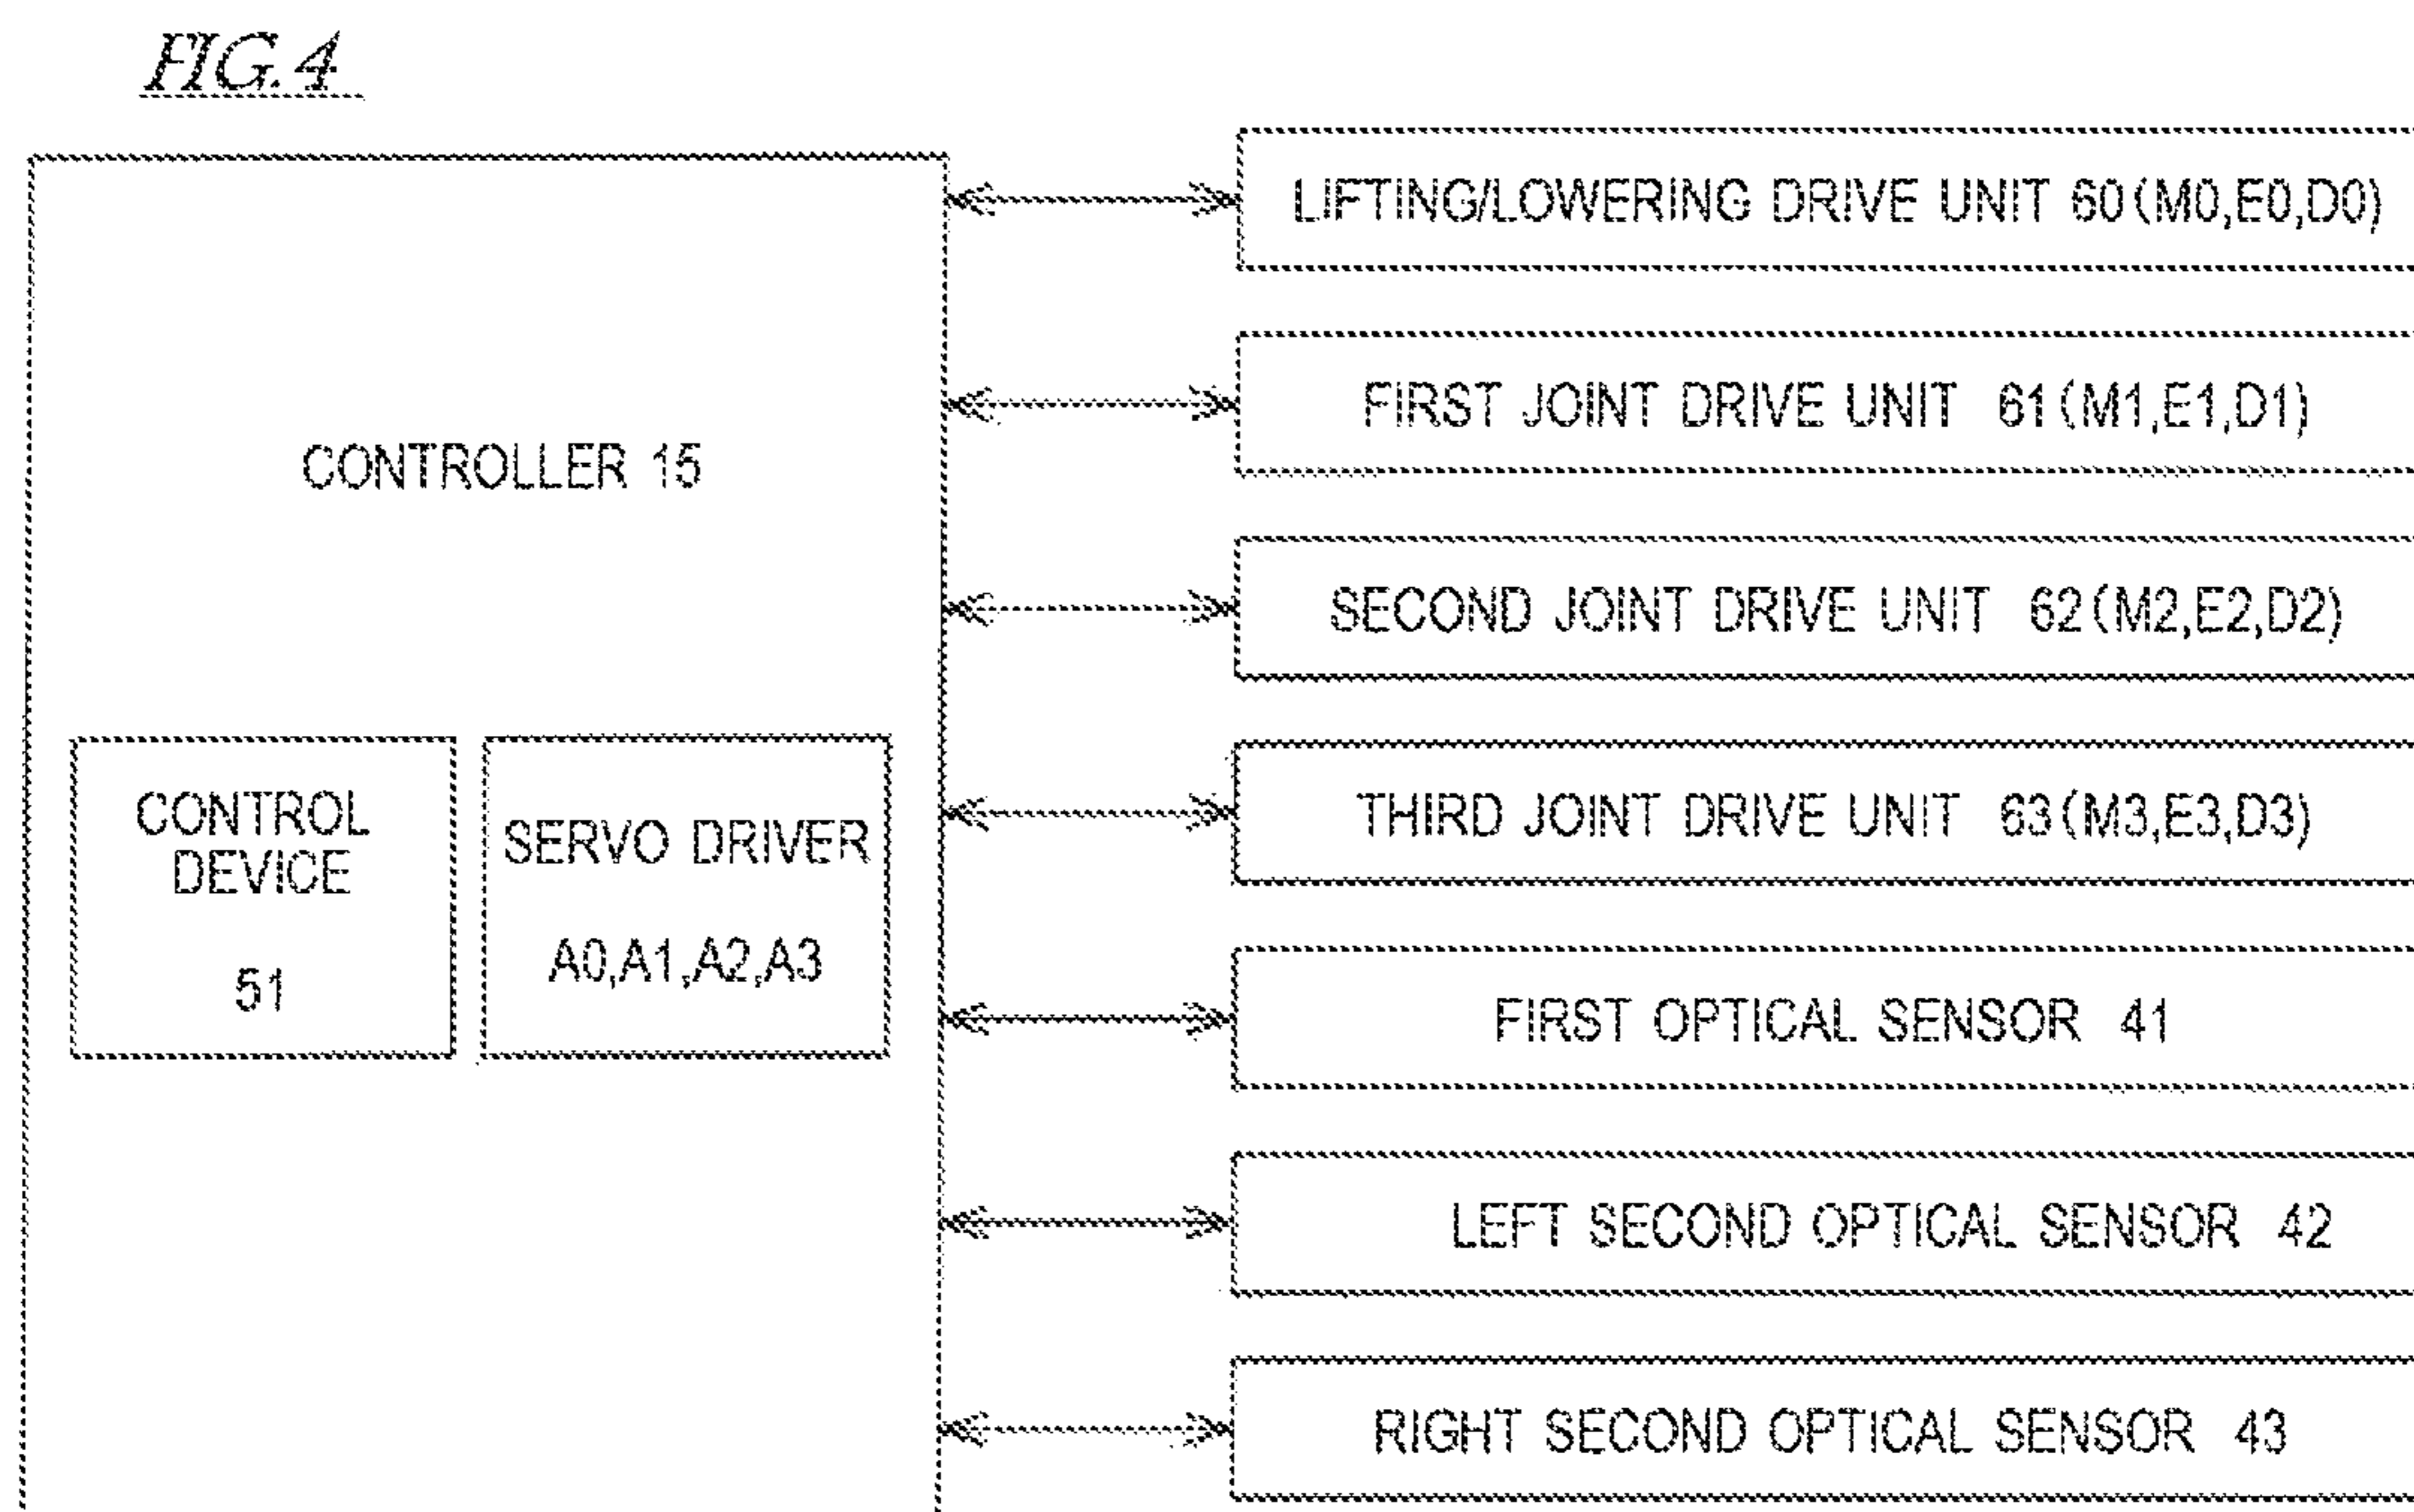 FIG. 4
CONTROLLER 15
CONTROL
DEVICE
51
SERVO DRIVER
A0,A1,A2,A3
LIFTING/LOWERING DRIVE UNIT 60(M0,E0,D0)
FIRST JOINT DRIVE UNIT 61(M1,E1,D1)
SECOND JOINT DRIVE UNIT 62(M2,E2,D2)
THIRD JOINT DRIVE UNIT 63(M3,E3,D3)
FIRST OPTICAL SENSOR 41
LEFT SECOND OPTICAL SENSOR 42
RIGHT SECOND OPTICAL SENSOR 43